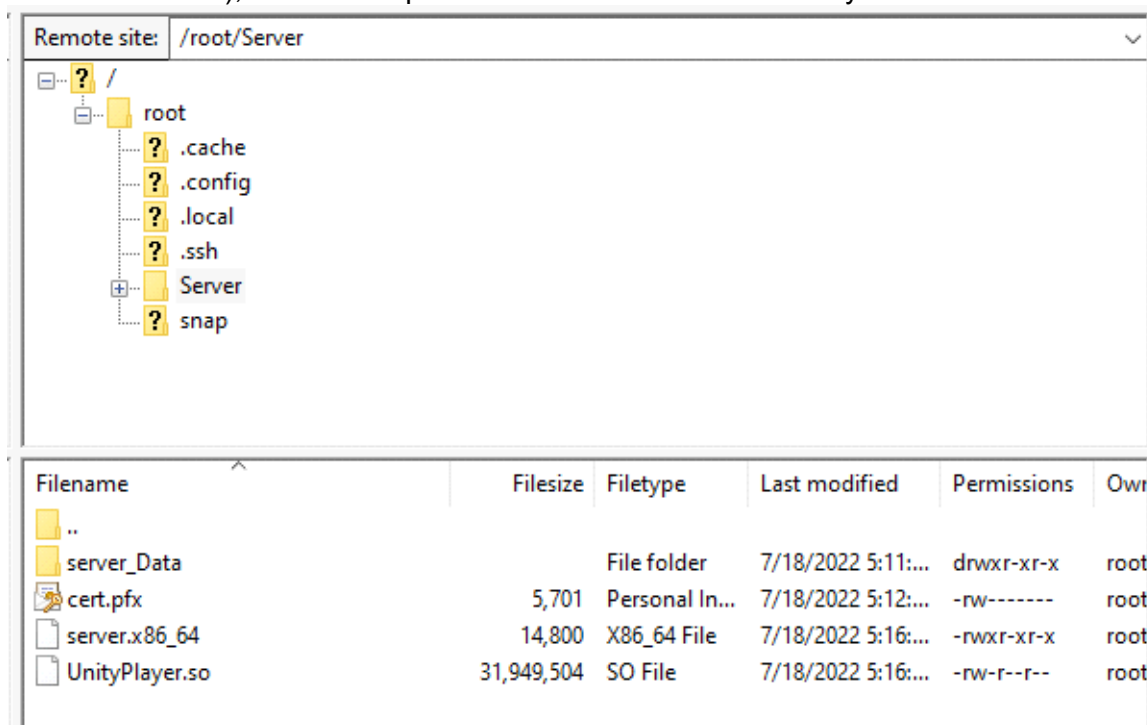 Remote site: /root/Server
/
root
.cache
.config
.local
.ssh
Server
snap
Filename Filesize Filetype Last modified Permissions Owr
..
server_Data File folder 7/18/2022 5:11:... drwxr-xr-x root
cert.pfx 5,701 Personal In... 7/18/2022 5:12:... -rw------- root
server.x86_64 14,800 X86_64 File 7/18/2022 5:16:... -rwxr-xr-x root
UnityPlayer.so 31,949,504 SO File 7/18/2022 5:16:... -rw-r--r-- root